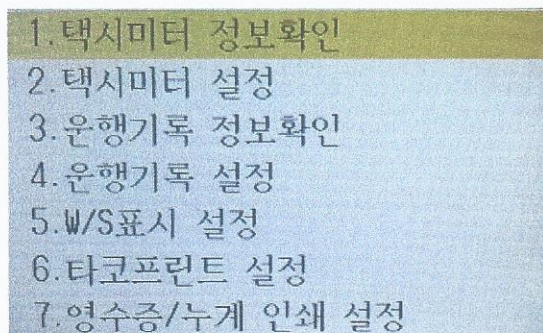 1.택시미터 정보확인
2.택시미터 설정
3.운행기록 정보확인
4.운행기록 설정
5.W/S표시 설정
6.타코프린트 설정
7.영수증/누계 인쇄 설정